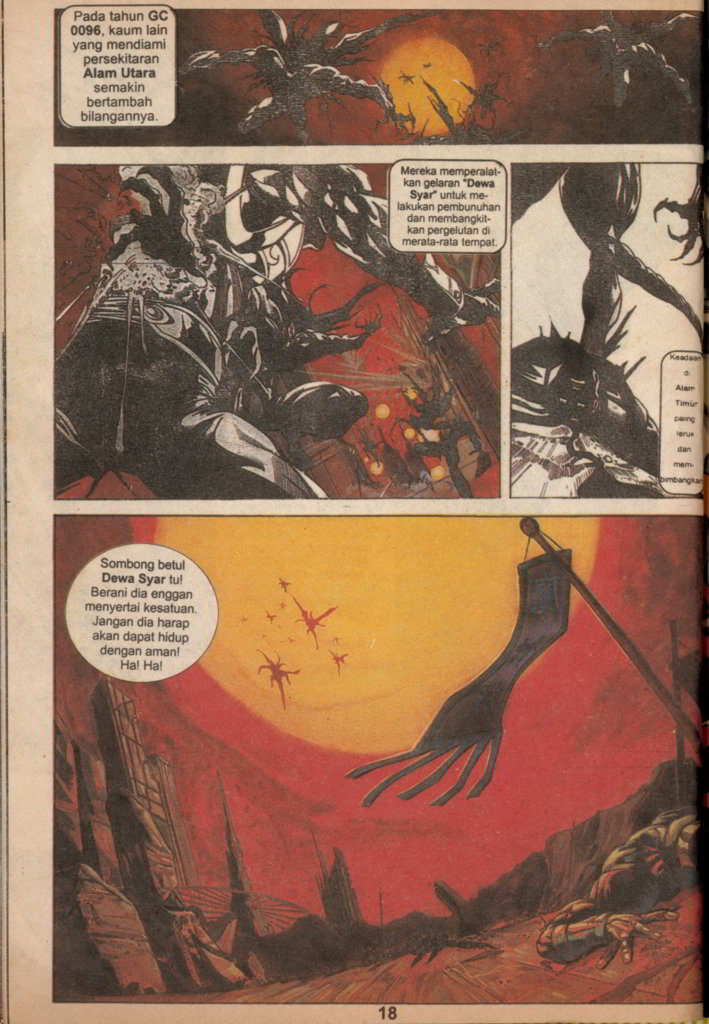 Pada tahun GC
0096, kaum lain
yang mendiami
persekitaran
Alam Utara
semakin
bertambah
bilangannya.
Mereka memperalat-
kan gelaran "Dewa
Syar" untuk me-
lakukan pembunuhan
dan membangkit-
kan pergelutan di
merata-rata tempat.
Keadaan
di
Alam
Timur
paling
teruk
dan
mem-
bimbangkan
Sombong betul
Dewa Syar tu!
Berani dia enggan
menyertai kesatuan.
Jangan dia harap
akan dapat hidup
dengan aman!
Ha! Ha!
18